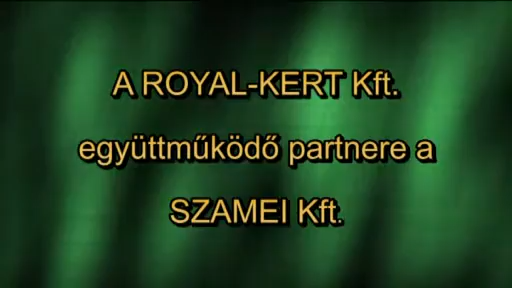 A ROYAL-KERT Kft.
együttműködő partnere a
SZAMEI Kft.